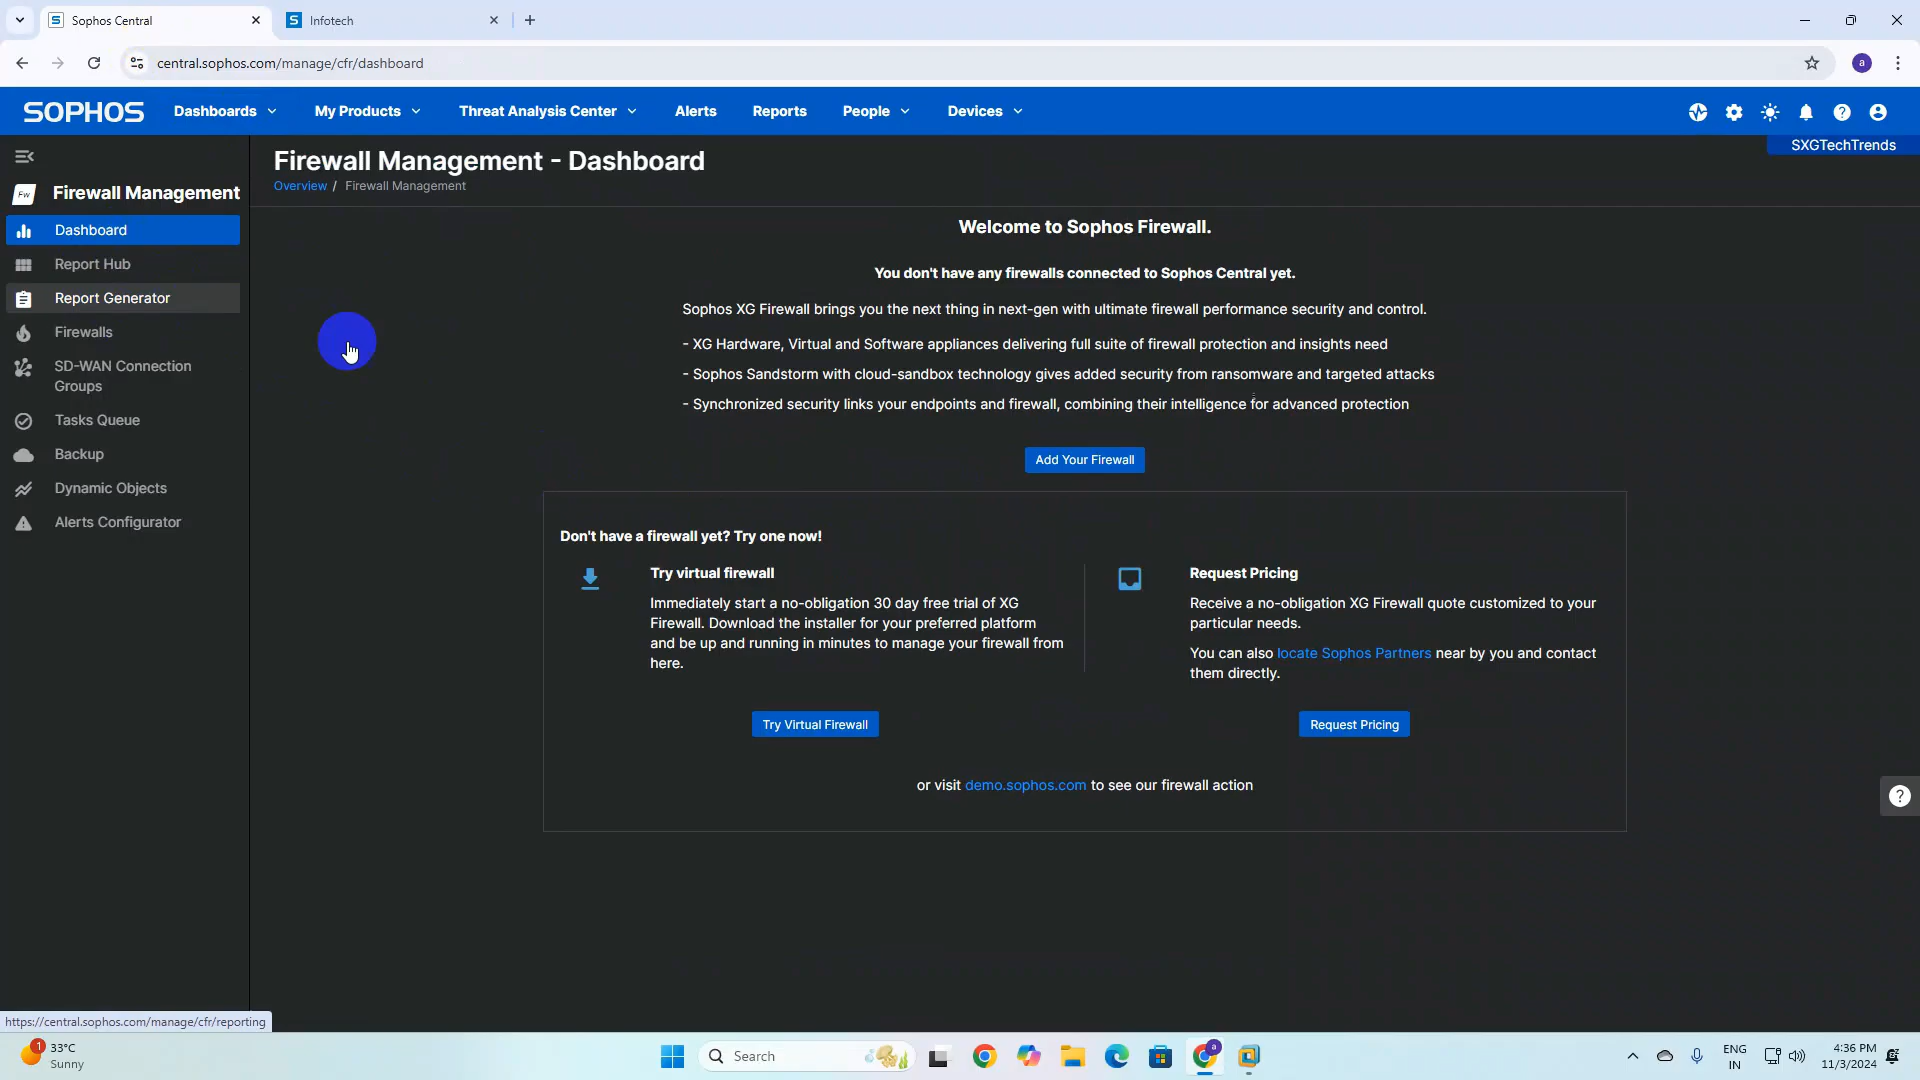 Sophos Central
Infotech
central.sophos.com/manage/cfr/dashboard
a
SOPHOS
Dashboards
My Products
Threat Analysis Center
Alerts
Reports
People
Devices
SXGTechTrends
Fw
Firewall Management
Dashboard
Report Hub
Report Generator
Firewalls
SD-WAN Connection
Groups
Tasks Queue
Backup
Dynamic Objects
Alerts Configurator
Firewall Management - Dashboard
Overview / Firewall Management
Welcome to Sophos Firewall.
You don't have any firewalls connected to Sophos Central yet.
Sophos XG Firewall brings you the next thing in next-gen with ultimate firewall performance security and control.
- XG Hardware, Virtual and Software appliances delivering full suite of firewall protection and insights need
- Sophos Sandstorm with cloud-sandbox technology gives added security from ransomware and targeted attacks
- Synchronized security links your endpoints and firewall, combining their intelligence for advanced protection
Add Your Firewall
Don't have a firewall yet? Try one now!
Try virtual firewall
Immediately start a no-obligation 30 day free trial of XG
Firewall. Download the installer for your preferred platform
and be up and running in minutes to manage your firewall from
here.
Try Virtual Firewall
Request Pricing
Receive a no-obligation XG Firewall quote customized to your
particular needs.
You can also locate Sophos Partners near by you and contact
them directly.
Request Pricing
or visit demo.sophos.com to see our firewall action
https://central.sophos.com/manage/cfr/reporting
1
33°C
Sunny
Search
a
ENG
IN
4:36 PM
11/3/2024